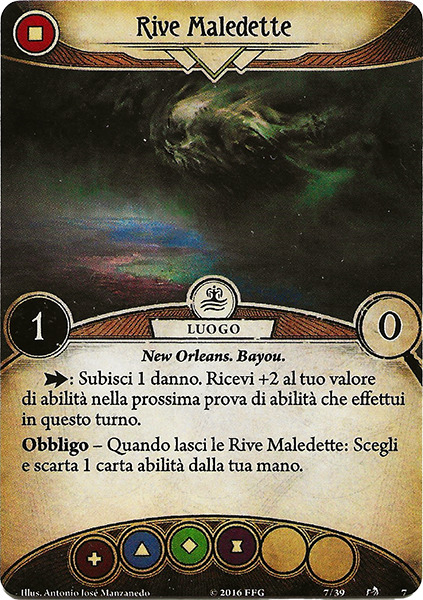 Rive Maledette
1
LUOGO
0
New Orleans. Bayou.
: Subisci 1 danno. Ricevi +2 al tuo valore
di abilità nella prossima prova di abilità che effettui
in questo turno.
Obbligo – Quando lasci le Rive Maledette: Scegli
e scarta 1 carta abilità dalla tua mano.
Illus. Antonio José Manzanedo © 2016 FFG 7/39 7